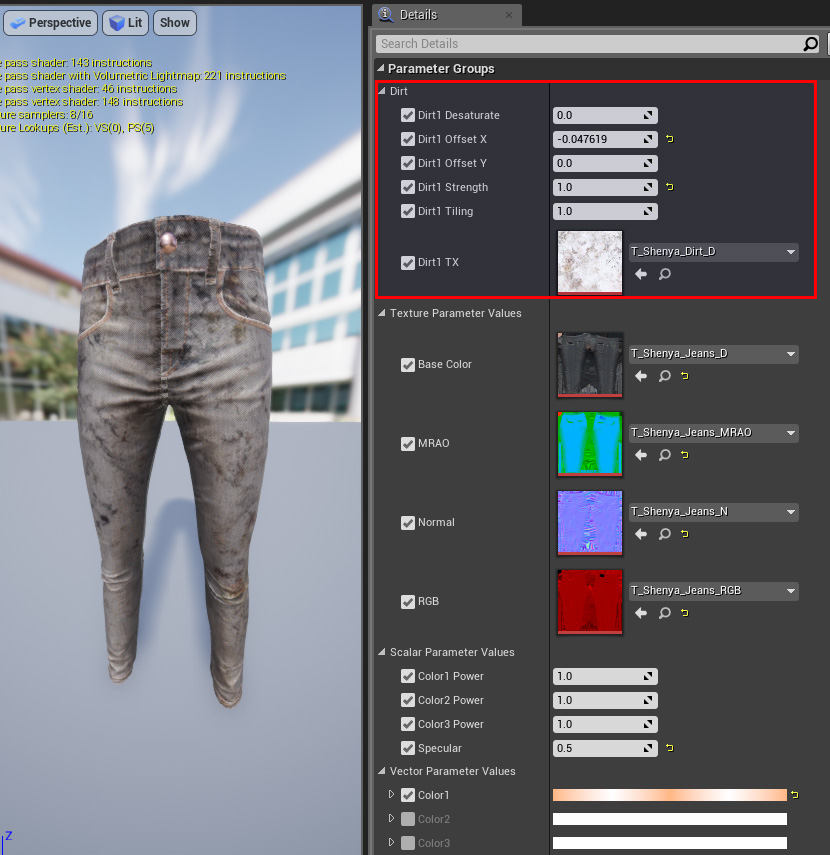 Perspective
Lit
Show
e pass shader: 143 instructions
e pass shader with Volumetric Lightmap: 221 instructions
e pass vertex shader: 46 instructions
e pass vertex shader: 148 instructions
ure samplers: 8/16
ure Lookups (Est.): VS(0), PS(5)
Z
Details
Search Details
Parameter Groups
Dirt
Dirt1 Desaturate 0.0
Dirt1 Offset X -0.047619
Dirt1 Offset Y 0.0
Dirt1 Strength 1.0
Dirt1 Tiling 1.0
Dirt1 TX T_Shenya_Dirt_D
Texture Parameter Values
Base Color T_Shenya_Jeans_D
MRAO T_Shenya_Jeans_MRAO
Normal T_Shenya_Jeans_N
RGB T_Shenya_Jeans_RGB
Scalar Parameter Values
Color1 Power 1.0
Color2 Power 1.0
Color3 Power 1.0
Specular 0.5
Vector Parameter Values
Color1
Color2
Color3